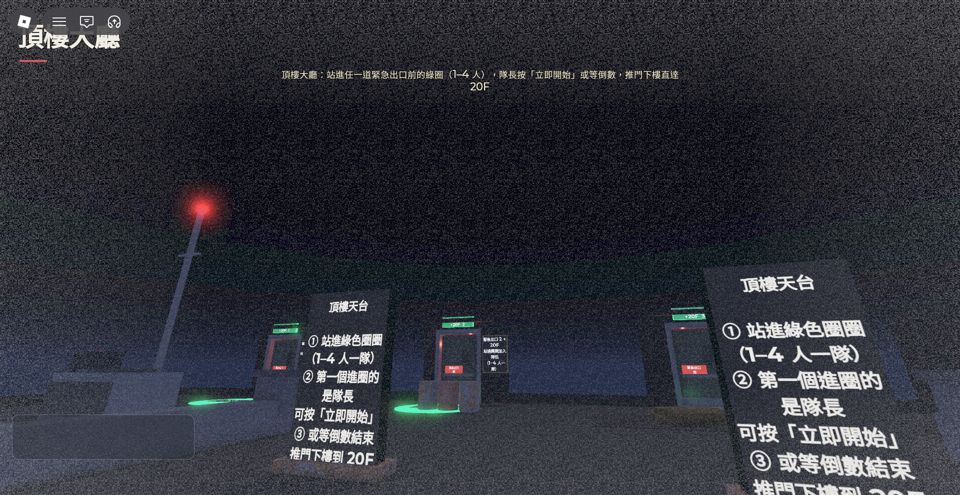 頂樓大廳
頂樓大廳：站進任一道緊急出口前的綠圈（1–4 人），隊長按「立即開始」或等倒數，推門下樓直達
20F
頂樓天台
① 站進綠色圈圈
（1–4 人一隊）
② 第一個進圈的
是隊長
可按「立即開始」
③ 或等倒數結束
推門下樓到 20F
頂樓天台
① 站進綠色圈圈
（1–4 人一隊）
② 第一個進圈的
是隊長
可按「立即開始」
③ 或等倒數結束
推門下樓到 20F